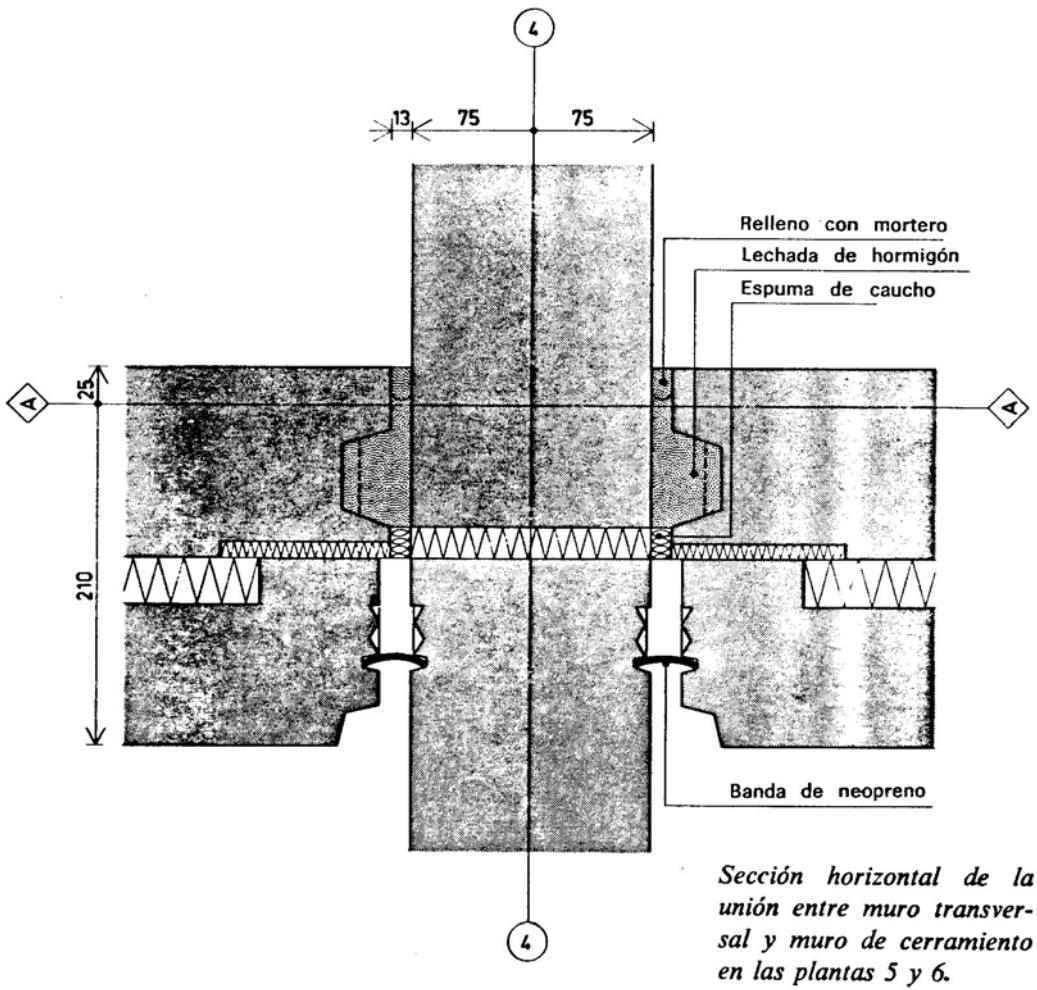 4
13 75 75
Relleno con mortero
Lechada de hormigón
Espuma de caucho
25
A A
210
Banda de neopreno
Sección horizontal de la
unión entre muro transver-
sal y muro de cerramiento
en las plantas 5 y 6.
4